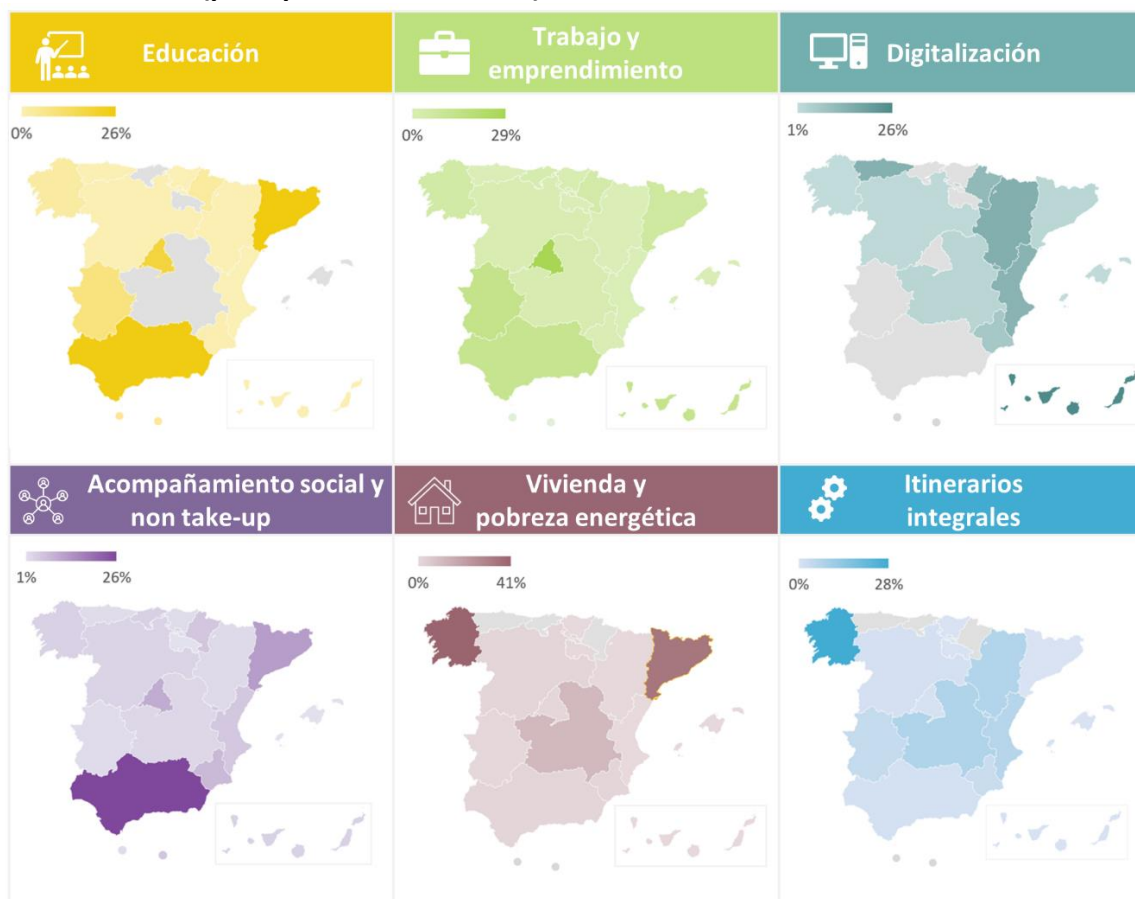 Educación
Trabajo y
emprendimiento
Digitalización
0%
26%
0%
29%
1%
26%
Acompañamiento social y
non take-up
Vivienda y
pobreza energética
Itinerarios
integrales
1%
26%
0%
41%
0%
28%